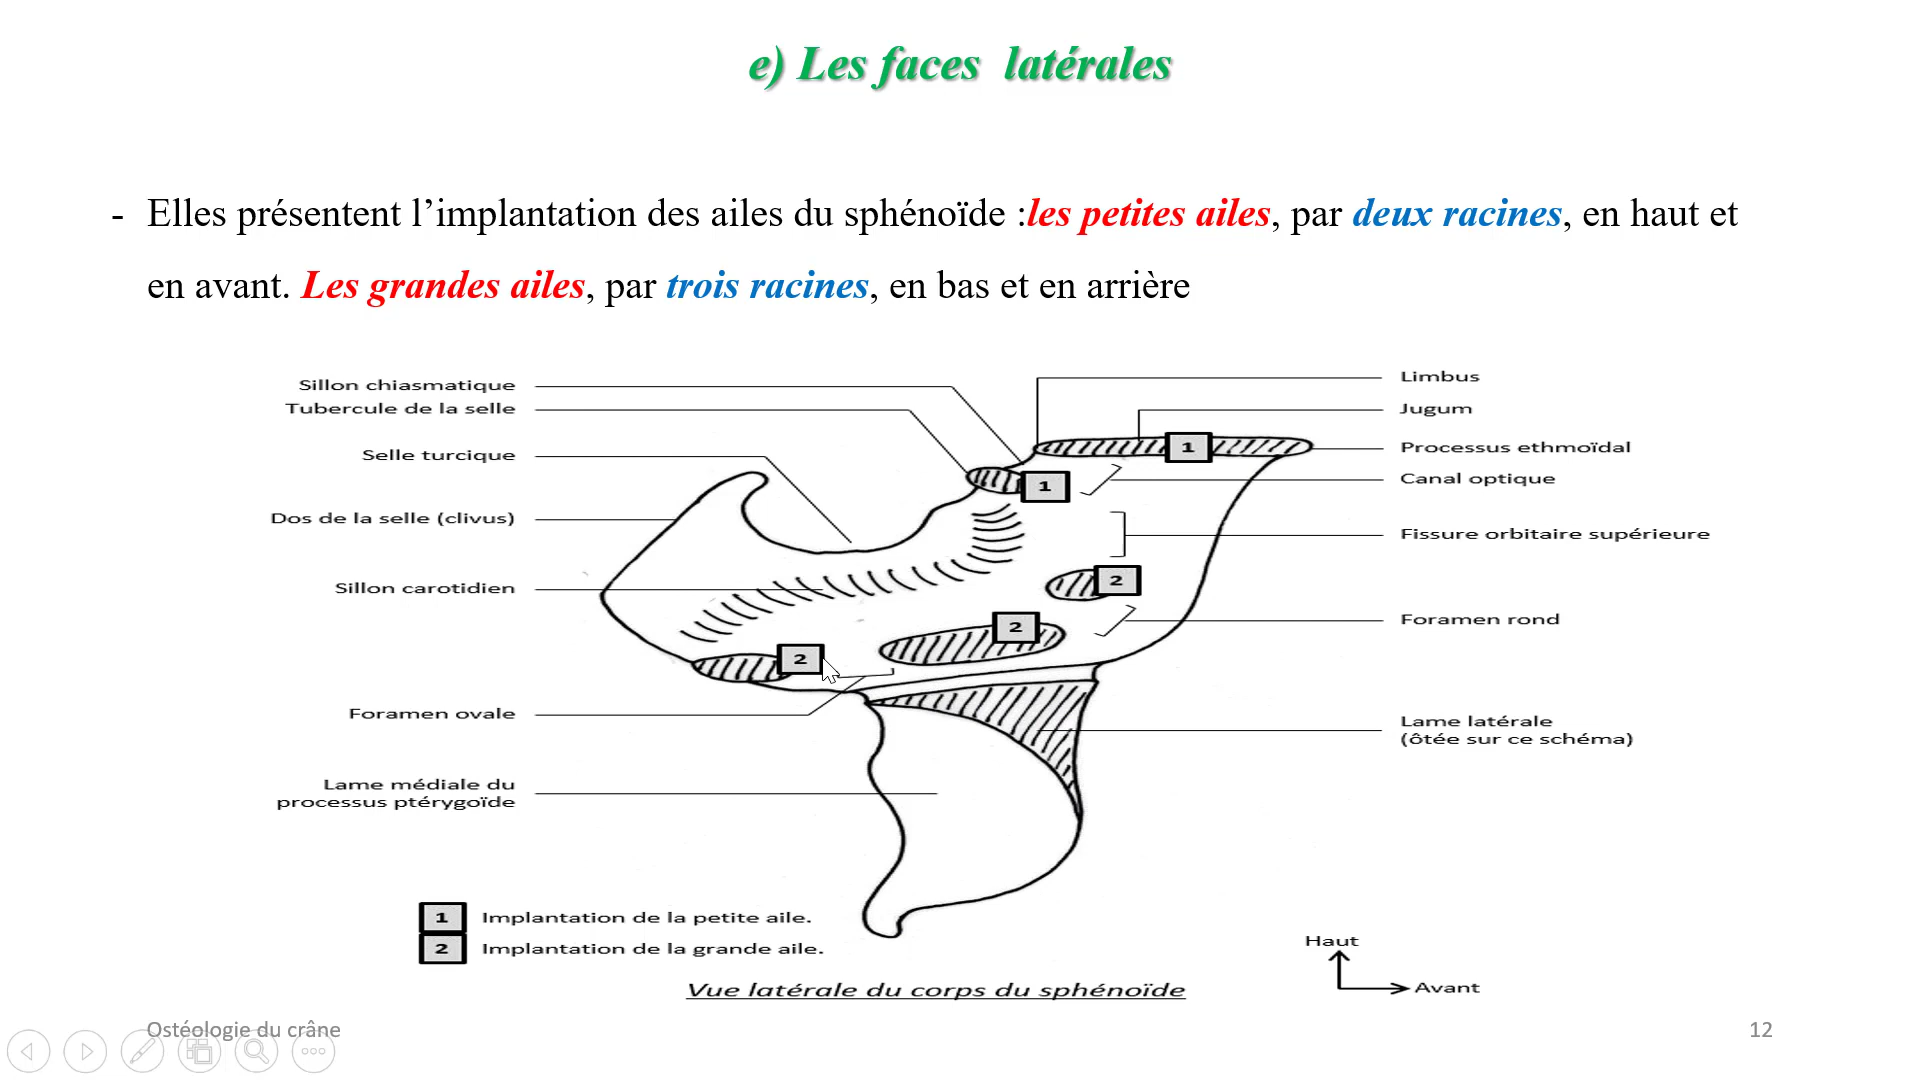 e) Les faces latérales
- Elles présentent l’implantation des ailes du sphénoïde :les petites ailes, par deux racines, en haut et
en avant. Les grandes ailes, par trois racines, en bas et en arrière
Sillon chiasmatique
Tubercule de la selle
Selle turcique
Dos de la selle (clivus)
Sillon carotidien
Foramen ovale
Lame médiale du
processus ptérygoïde
Limbus
Jugum
Processus ethmoïdal
Canal optique
Fissure orbitaire supérieure
Foramen rond
Lame latérale
(ôtée sur ce schéma)
1
1
2
2
2
1 Implantation de la petite aile.
2 Implantation de la grande aile.
Haut
Avant
Vue latérale du corps du sphénoïde
Ostéologie du crâne
12